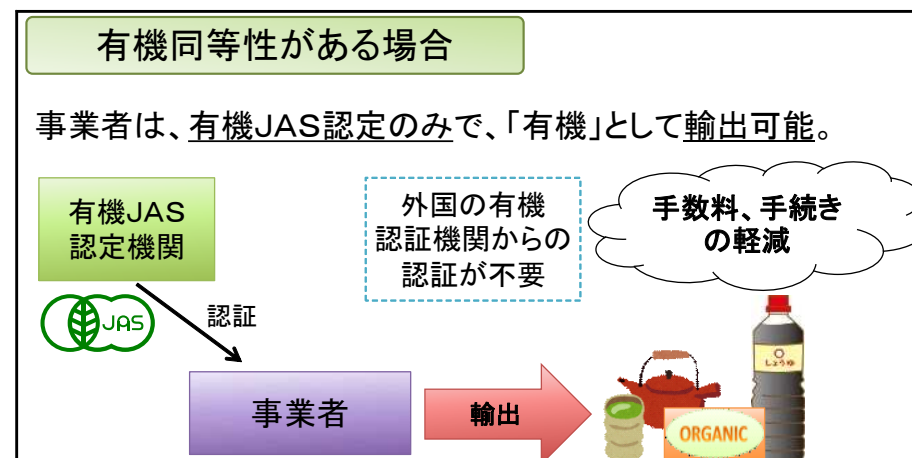 有機同等性がある場合
事業者は、有機JAS認定のみで、「有機」として輸出可能。
有機JAS
認定機関
外国の有機
認証機関からの
認証が不要
手数料、手続き
の軽減
JAS
認証
しょうゆ
事業者
輸出
ORGANIC